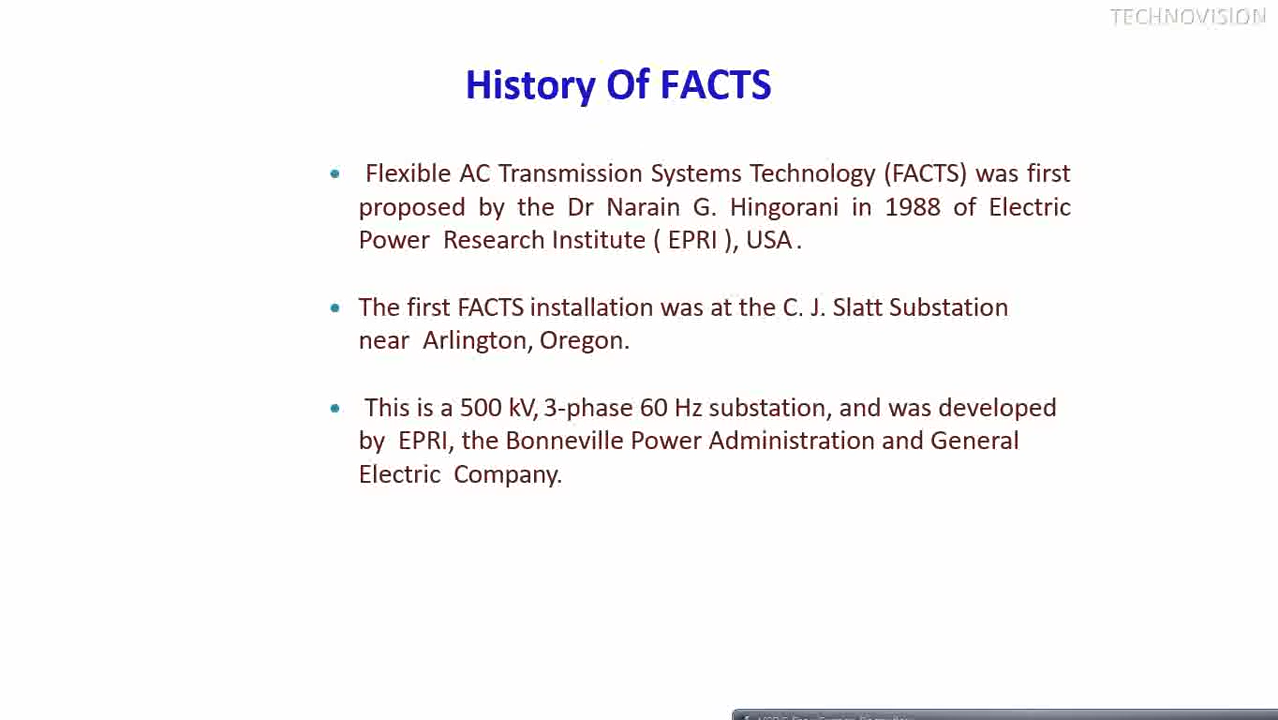 TECHNOVISION
History Of FACTS
• Flexible AC Transmission Systems Technology (FACTS) was first
proposed by the Dr Narain G. Hingorani in 1988 of Electric
Power Research Institute ( EPRI ), USA .
• The first FACTS installation was at the C. J. Slatt Substation
near Arlington, Oregon.
• This is a 500 kV, 3-phase 60 Hz substation, and was developed
by EPRI, the Bonneville Power Administration and General
Electric Company.